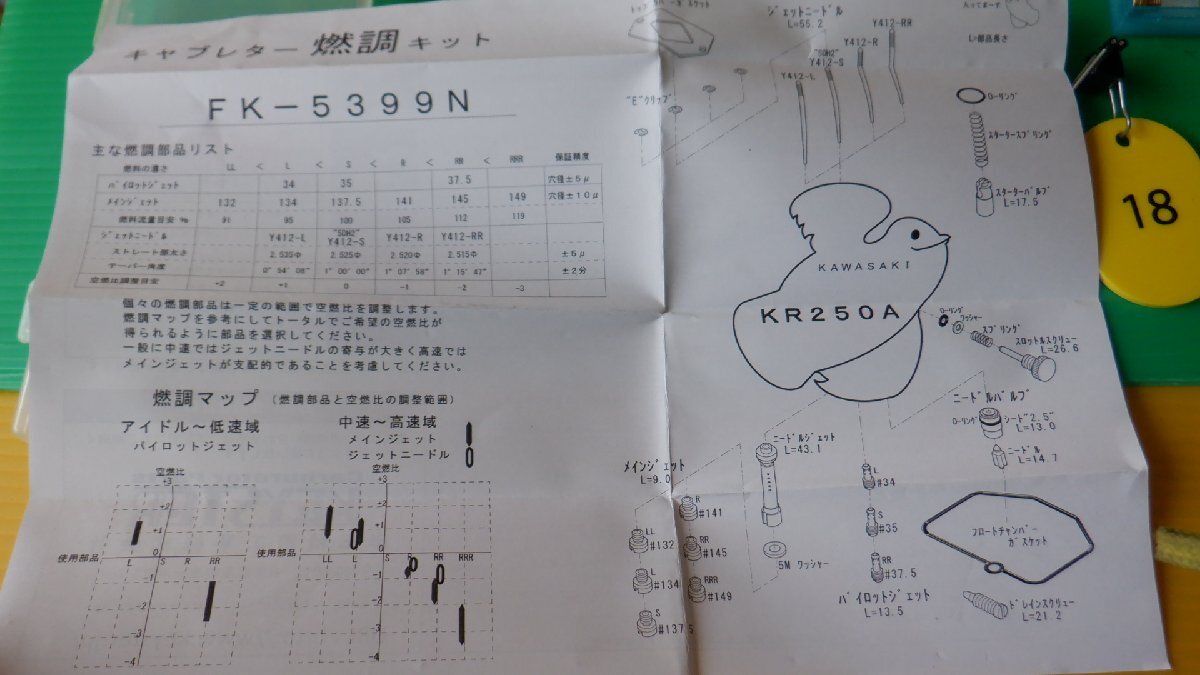 キャブレター 燃調 キット
FK-5399N
主な燃調部品リスト
燃料の濃さ LL < L < S < R < RR < RRR 保証精度
パイロットジェット 34 35 37.5 穴径±5μ
メインジェット 132 134 137.5 141 145 149 穴径±10μ
燃料流量目安 % 91 95 100 105 112 119
ジェットニードル Y412-L "5DH2" Y412-S Y412-R Y412-RR
ストレート部太さ 2.535Φ 2.525Φ 2.520Φ 2.515Φ ±5μ
テーパー角度 0°54′08″ 1°00′00″ 1°07′58″ 1°15′47″ ±2分
空燃比調整目安 +2 +1 0 -1 -2 -3
個々の燃調部品は一定の範囲で空燃比を調整します。
燃調マップを参考にしてトータルでご希望の空燃比が
得られるように部品を選択してください。
一般に中速ではジェットニードルの寄与が大きく高速では
メインジェットが支配的であることを考慮してください。
燃調マップ (燃調部品と空燃比の調整範囲)
アイドル〜低速域
パイロットジェット
空燃比
+3
+2
+1
0
使用部品 L S R RR
-1
-2
-3
-4
中速〜高速域
メインジェット
ジェットニードル
空燃比
+3
+2
+1
0
使用部品 LL L S R RR RRR
-1
-2
-3
-4
ジェットニードル
L=55.2
Y412-RR
Y412-R
"5DH2"
Y412-S
Y412-L
"E"クリップ
L=部品長さ
O-リング
スタータースプリング
スターターバルブ
L=17.5
KAWASAKI
KR250A
O-リング
ワッシャー
スプリング
スロットルスクリュー
L=26.6
ニードルバルブ
O-リング
シート"2.5"
L=13.0
ニードル
L=14.7
メインジェット
L=9.0
R
#141
LL
#132
RR
#145
L
#134
RRR
#149
S
#137.5
ニードルジェット
L=43.1
5M ワッシャー
L
#34
S
#35
RR
#37.5
パイロットジェット
L=13.5
フロートチャンバー
ガスケット
ドレインスクリュー
L=21.2
18